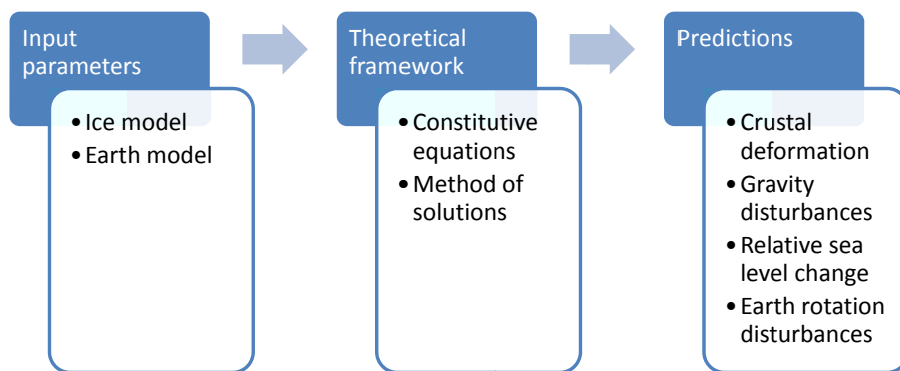 Input
parameters
• Ice model
• Earth model
Theoretical
framework
• Constitutive
equations
• Method of
solutions
Predictions
• Crustal
deformation
• Gravity
disturbances
• Relative sea
level change
• Earth rotation
disturbances